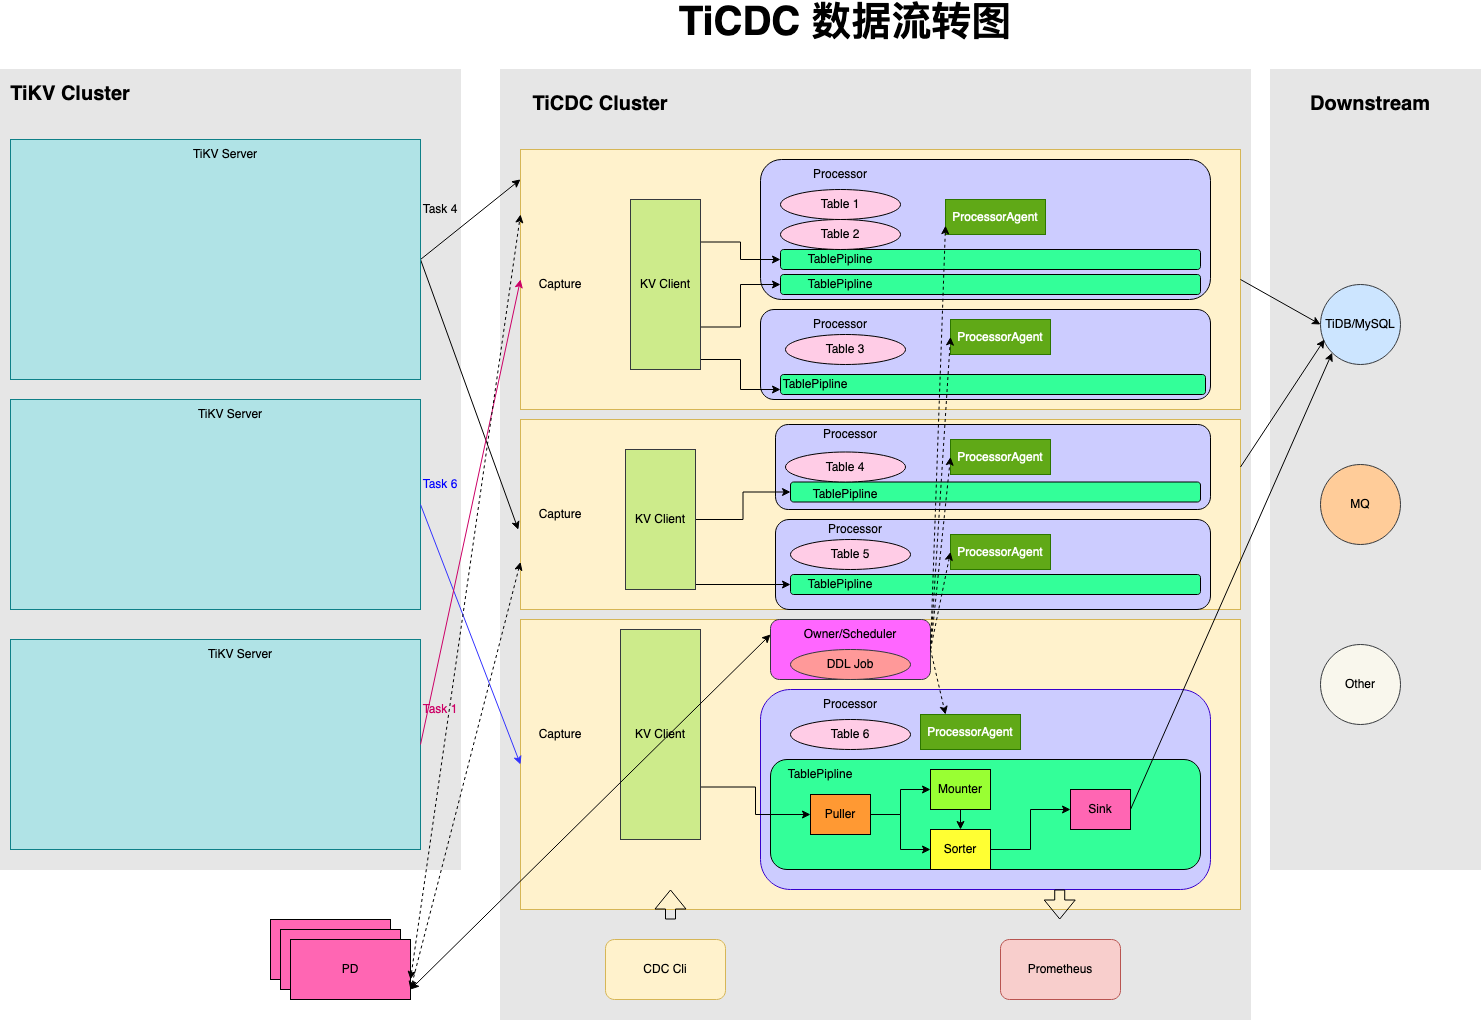 TiCDC 数据流转图
TiKV Cluster
TiKV Server
Task 4
TiKV Server
Task 6
TiKV Server
Task 1
PD
TiCDC Cluster
Capture
KV Client
Processor
Table 1
Table 2
ProcessorAgent
TablePipline
TablePipline
Processor
Table 3
ProcessorAgent
TablePipline
Capture
KV Client
Processor
Table 4
ProcessorAgent
TablePipline
Processor
Table 5
ProcessorAgent
TablePipline
Capture
KV Client
Owner/Scheduler
DDL Job
Processor
Table 6
ProcessorAgent
TablePipline
Puller
Mounter
Sorter
Sink
CDC Cli
Prometheus
Downstream
TiDB/MySQL
MQ
Other